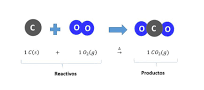 C + O O → O C O
1 C(s) + 1 O₂(g) Δ→ 1 CO₂(g)
Reactivos Productos